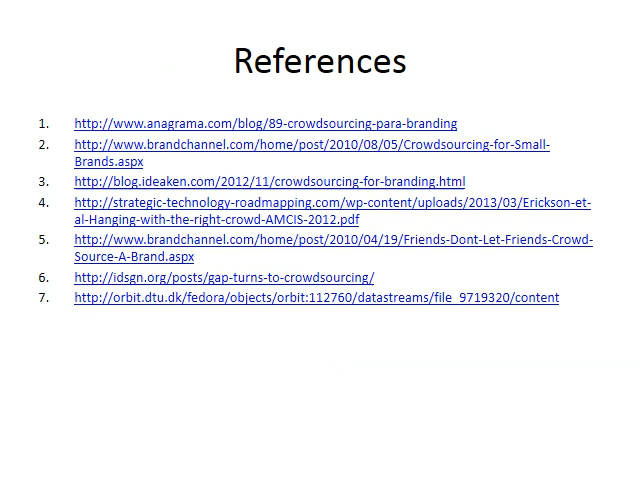 References
1. http://www.anagrama.com/blog/89-crowdsourcing-para-branding
2. http://www.brandchannel.com/home/post/2010/08/05/Crowdsourcing-for-Small-
Brands.aspx
3. http://blog.ideaken.com/2012/11/crowdsourcing-for-branding.html
4. http://strategic-technology-roadmapping.com/wp-content/uploads/2013/03/Erickson-et-
al-Hanging-with-the-right-crowd-AMCIS-2012.pdf
5. http://www.brandchannel.com/home/post/2010/04/19/Friends-Dont-Let-Friends-Crowd-
Source-A-Brand.aspx
6. http://idsgn.org/posts/gap-turns-to-crowdsourcing/
7. http://orbit.dtu.dk/fedora/objects/orbit:112760/datastreams/file_9719320/content